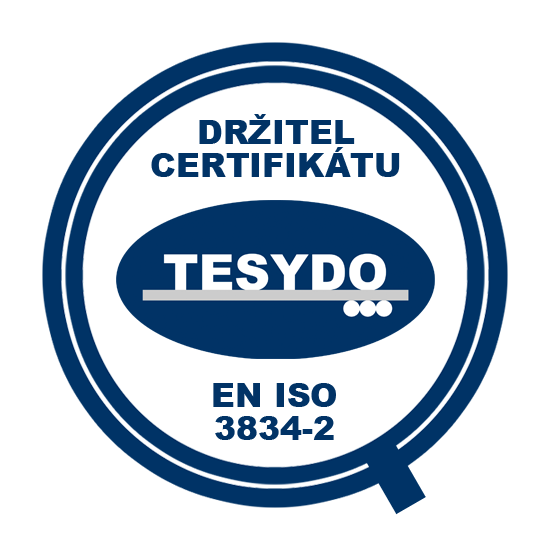 DRŽITEL
CERTIFIKÁTU
TESYDO
EN ISO
3834-2